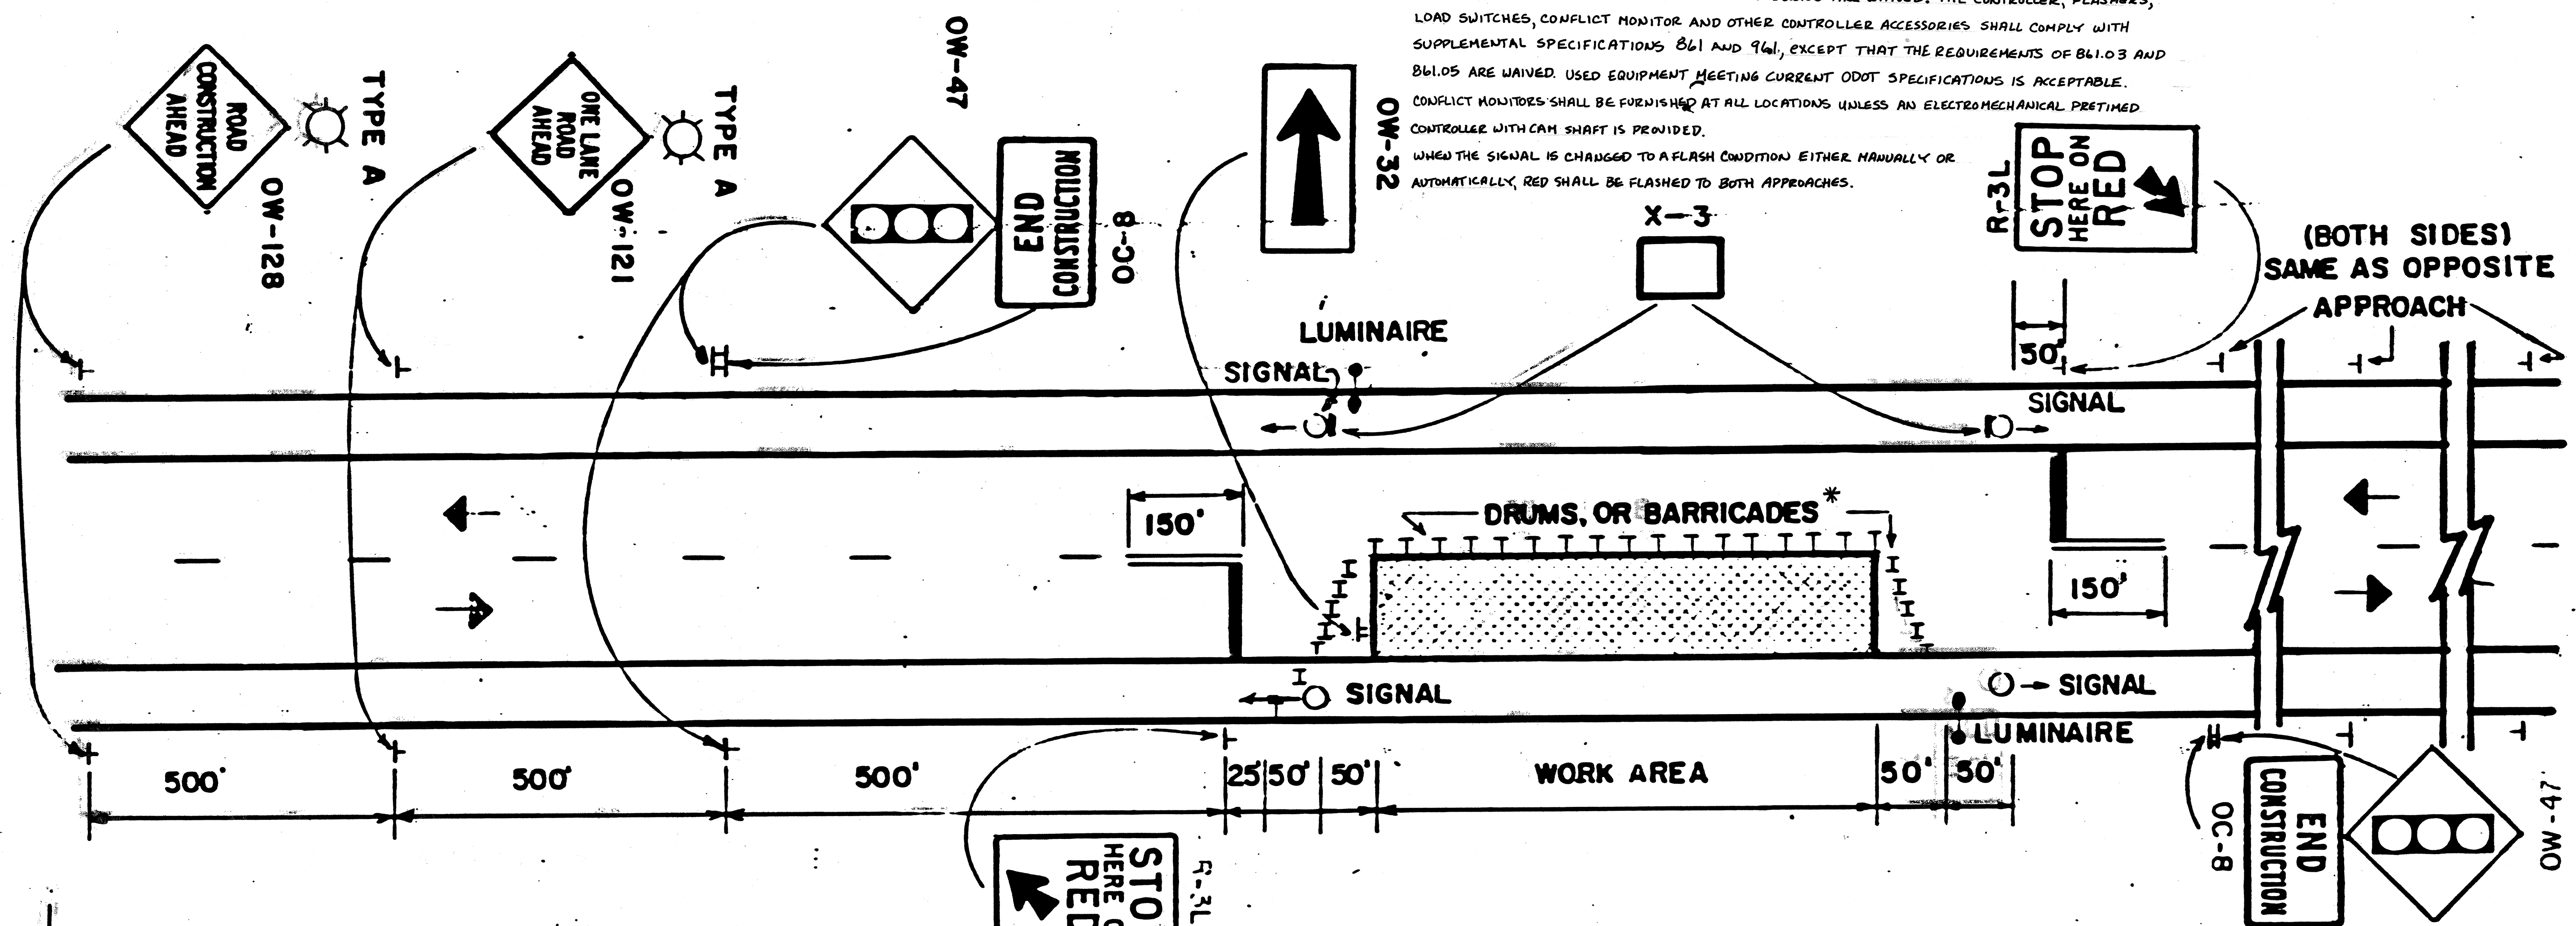 LOAD SWITCHES, CONFLICT MONITOR AND OTHER CONTROLLER ACCESSORIES SHALL COMPLY WITH
SUPPLEMENTAL SPECIFICATIONS 861 AND 961, EXCEPT THAT THE REQUIREMENTS OF 861.03 AND
861.05 ARE WAIVED. USED EQUIPMENT MEETING CURRENT ODOT SPECIFICATIONS IS ACCEPTABLE.
CONFLICT MONITORS SHALL BE FURNISHED AT ALL LOCATIONS UNLESS AN ELECTROMECHANICAL PRETIMED
CONTROLLER WITH CAM SHAFT IS PROVIDED.
WHEN THE SIGNAL IS CHANGED TO A FLASH CONDITION EITHER MANUALLY OR
AUTOMATICALLY, RED SHALL BE FLASHED TO BOTH APPROACHES.
ROAD
CONSTRUCTION
AHEAD
OW-128
TYPE A
ONE LANE
ROAD
AHEAD
OW-121
TYPE A
OW-47
END
CONSTRUCTION
OC-8
OW-32
X-3
R-3L
STOP
HERE ON
RED
(BOTH SIDES)
SAME AS OPPOSITE
APPROACH
50'
LUMINAIRE
SIGNAL
SIGNAL
150'
DRUMS, OR BARRICADES*
150'
SIGNAL
SIGNAL
LUMINAIRE
500'
500'
500'
25'
50'
50'
WORK AREA
50'
50'
STO
HERE
RED
R-3L
OC-8
END
CONSTRUCTION
OW-47